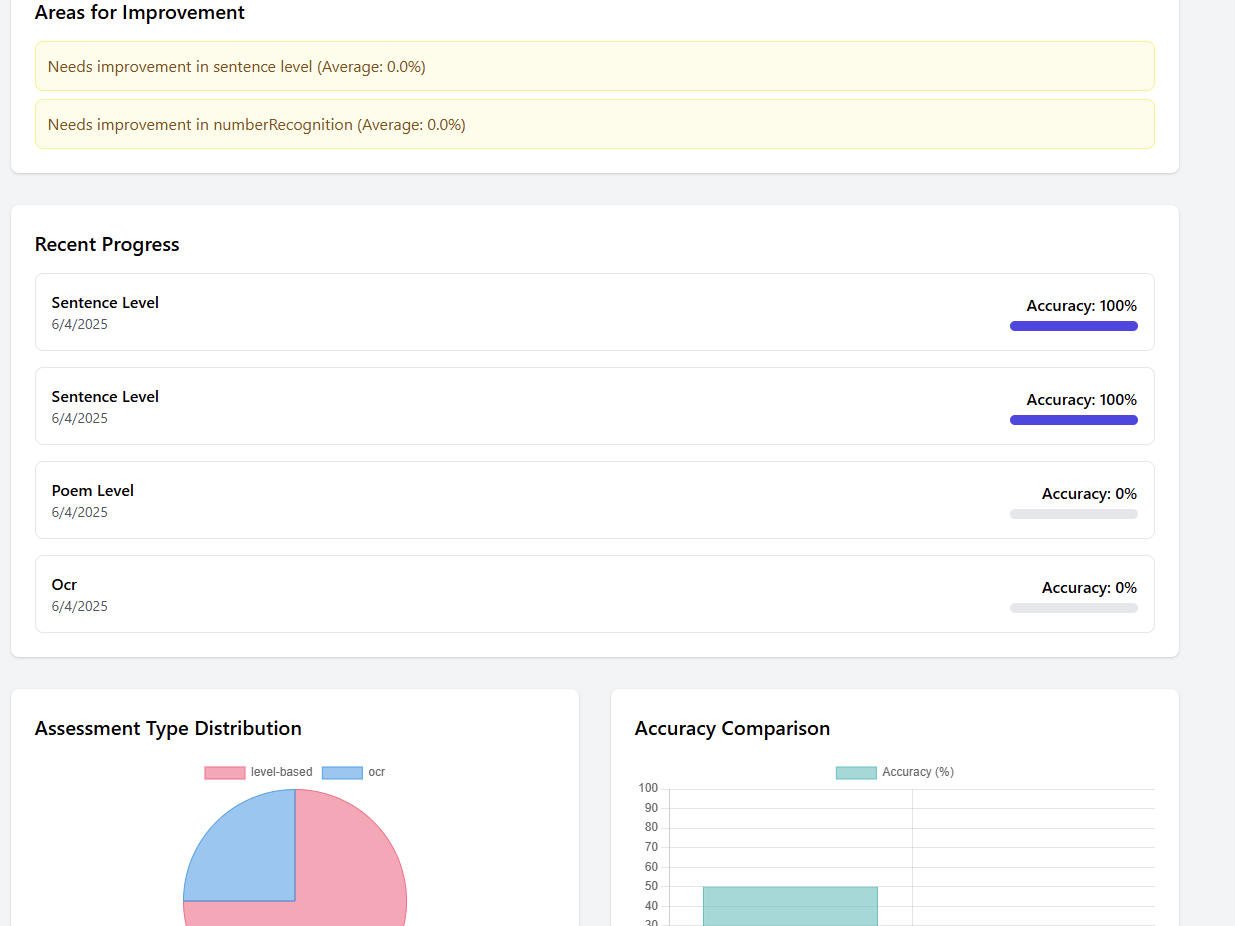 Areas for Improvement
Needs improvement in sentence level (Average: 0.0%)
Needs improvement in numberRecognition (Average: 0.0%)
Recent Progress
Sentence Level
Accuracy: 100%
6/4/2025
Sentence Level
Accuracy: 100%
6/4/2025
Poem Level
Accuracy: 0%
6/4/2025
Ocr
Accuracy: 0%
6/4/2025
Assessment Type Distribution
level-based
ocr
Accuracy Comparison
Accuracy (%)
100
90
80
70
60
50
40
30